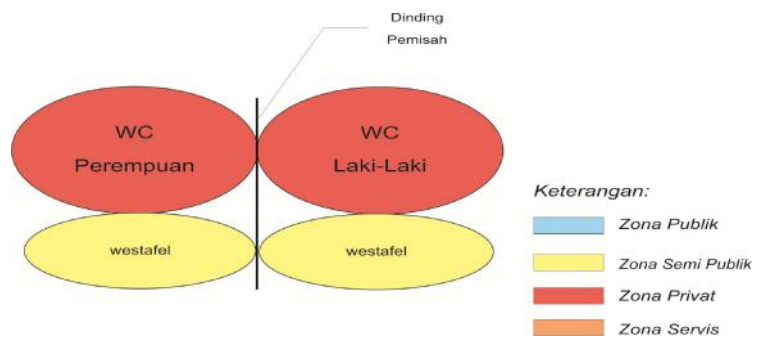 Dinding
Pemisah
WC
Perempuan
WC
Laki-Laki
westafel
westafel
Keterangan:
Zona Publik
Zona Semi Publik
Zona Privat
Zona Servis